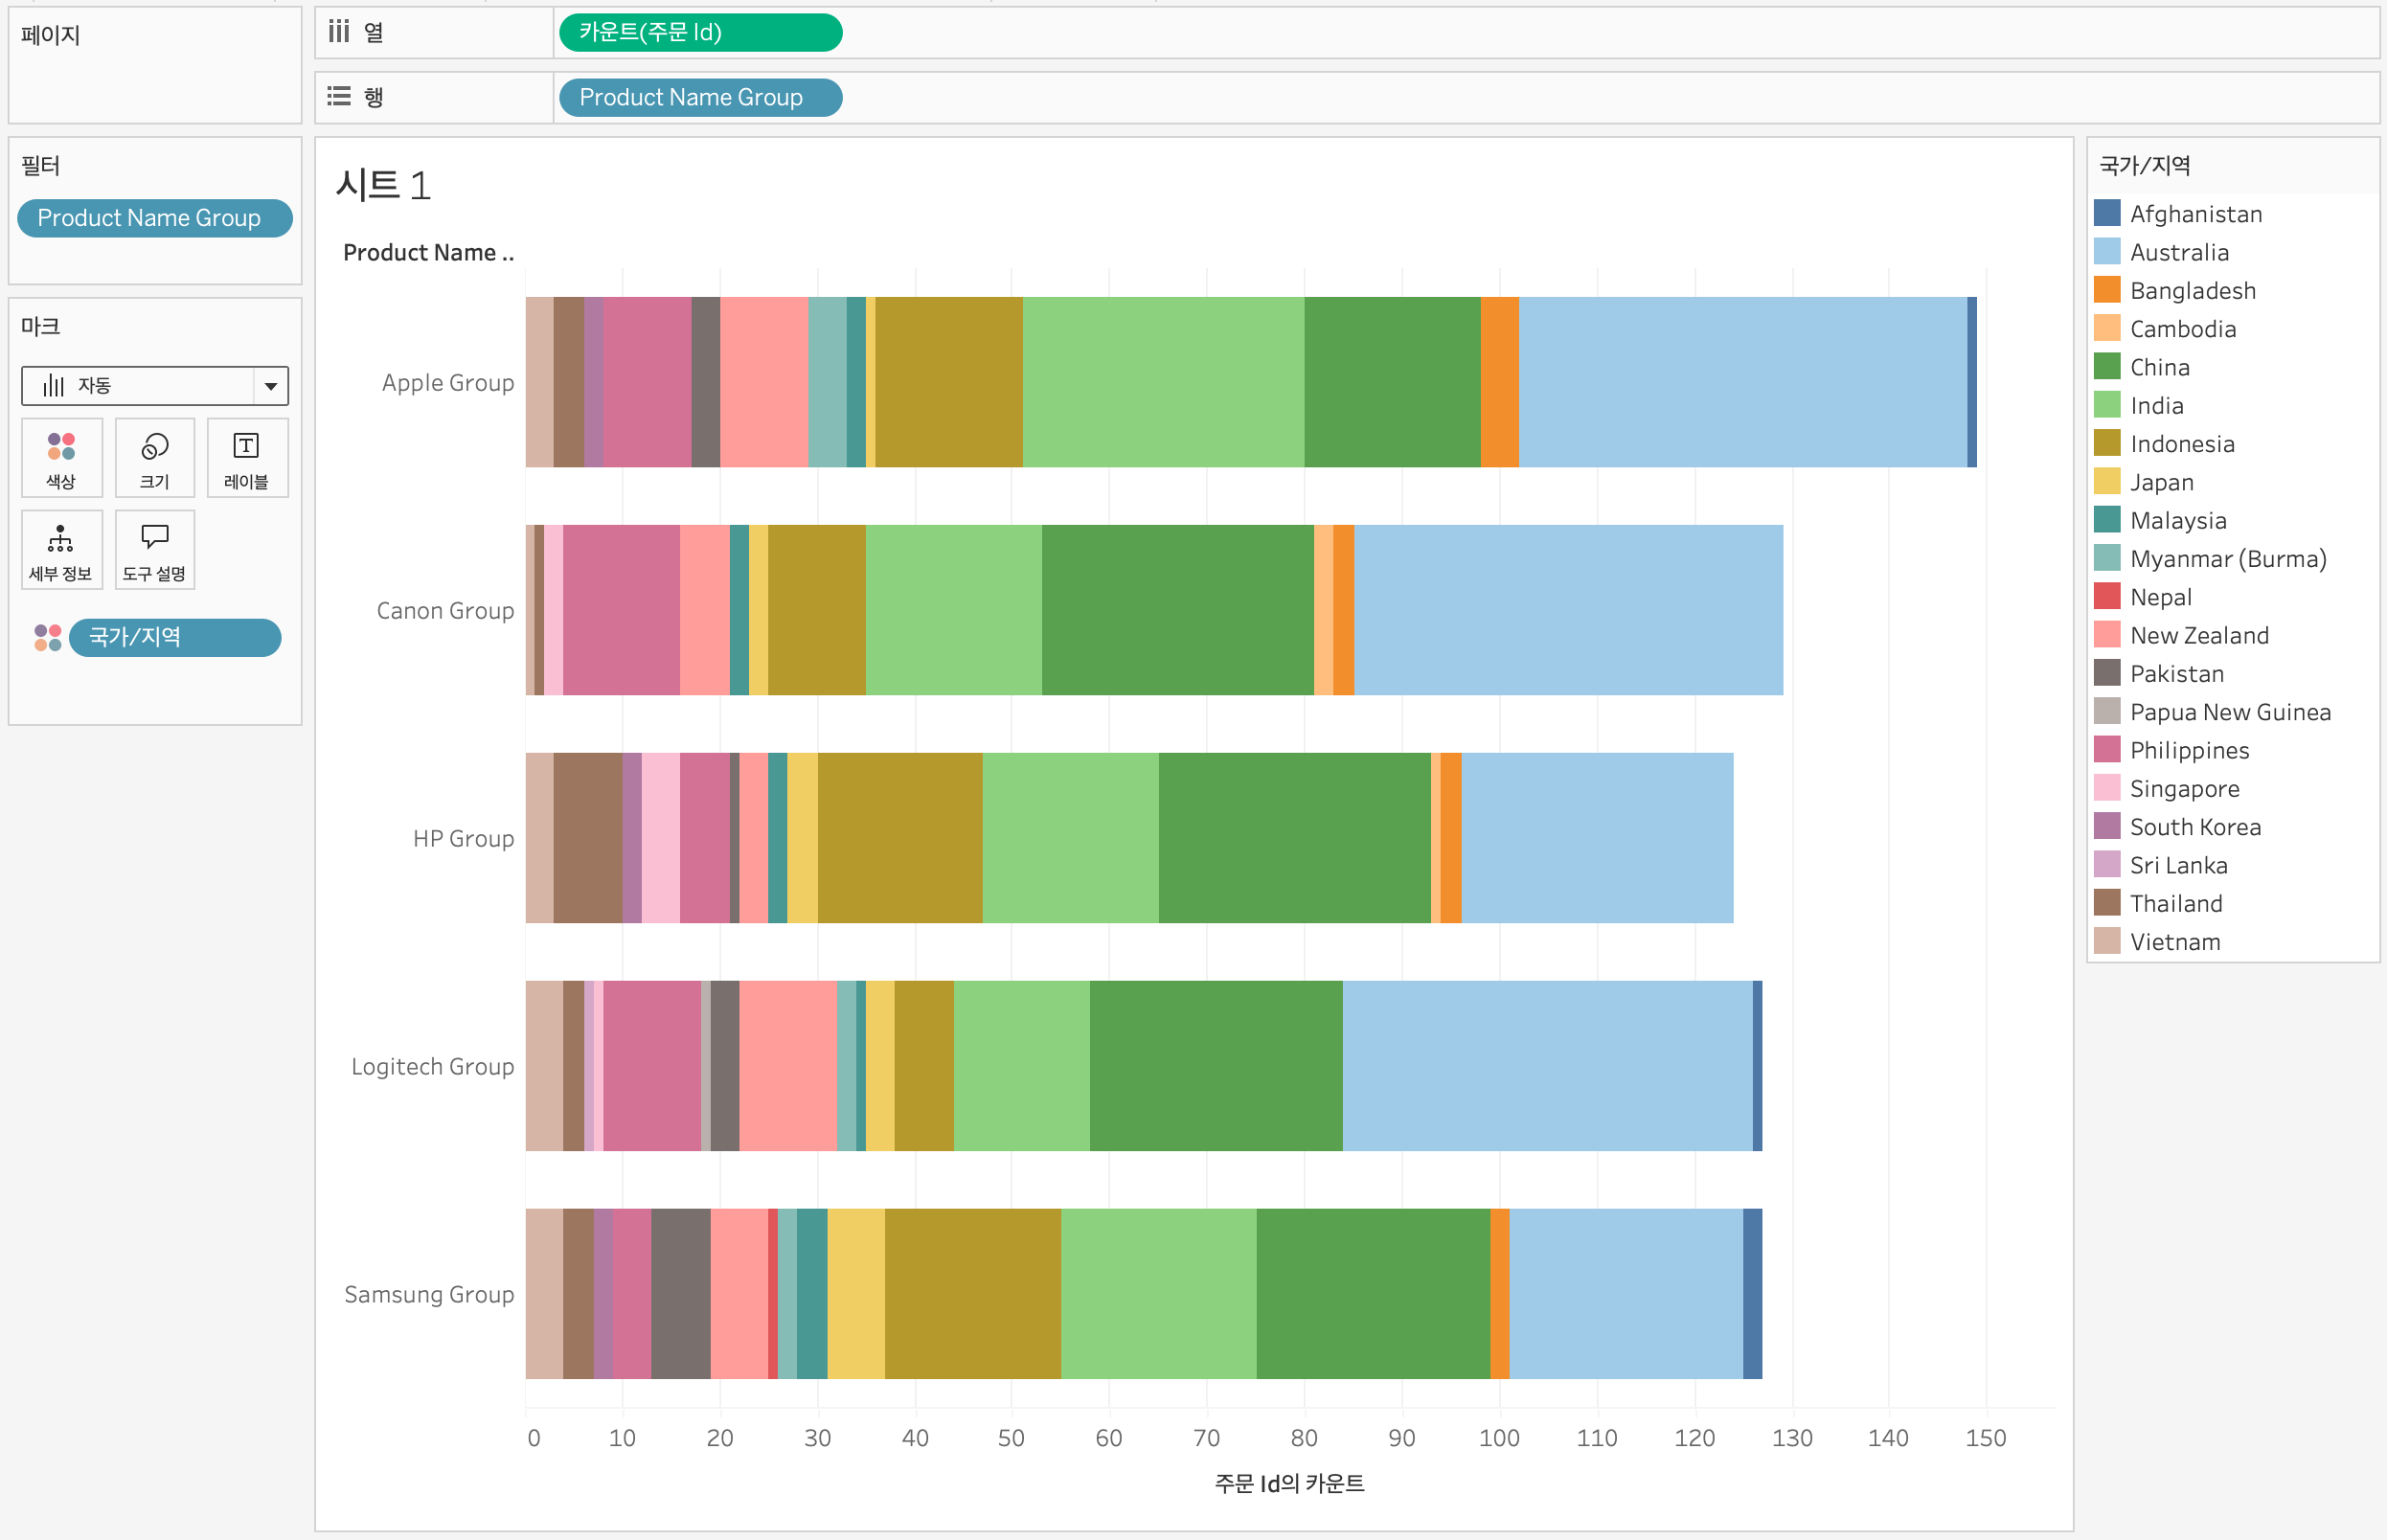 페이지
열
카운트(주문 Id)
행
Product Name Group
필터
Product Name Group
마크
자동
색상
크기
레이블
세부 정보
도구 설명
국가/지역
시트 1
Product Name ..
Apple Group
Canon Group
HP Group
Logitech Group
Samsung Group
0 10 20 30 40 50 60 70 80 90 100 110 120 130 140 150
주문 Id의 카운트
국가/지역
Afghanistan
Australia
Bangladesh
Cambodia
China
India
Indonesia
Japan
Malaysia
Myanmar (Burma)
Nepal
New Zealand
Pakistan
Papua New Guinea
Philippines
Singapore
South Korea
Sri Lanka
Thailand
Vietnam